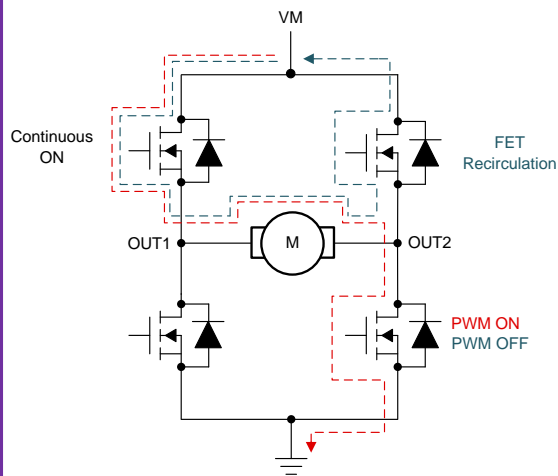 VM
Continuous
ON
FET
Recirculation
OUT1
M
OUT2
PWM ON
PWM OFF